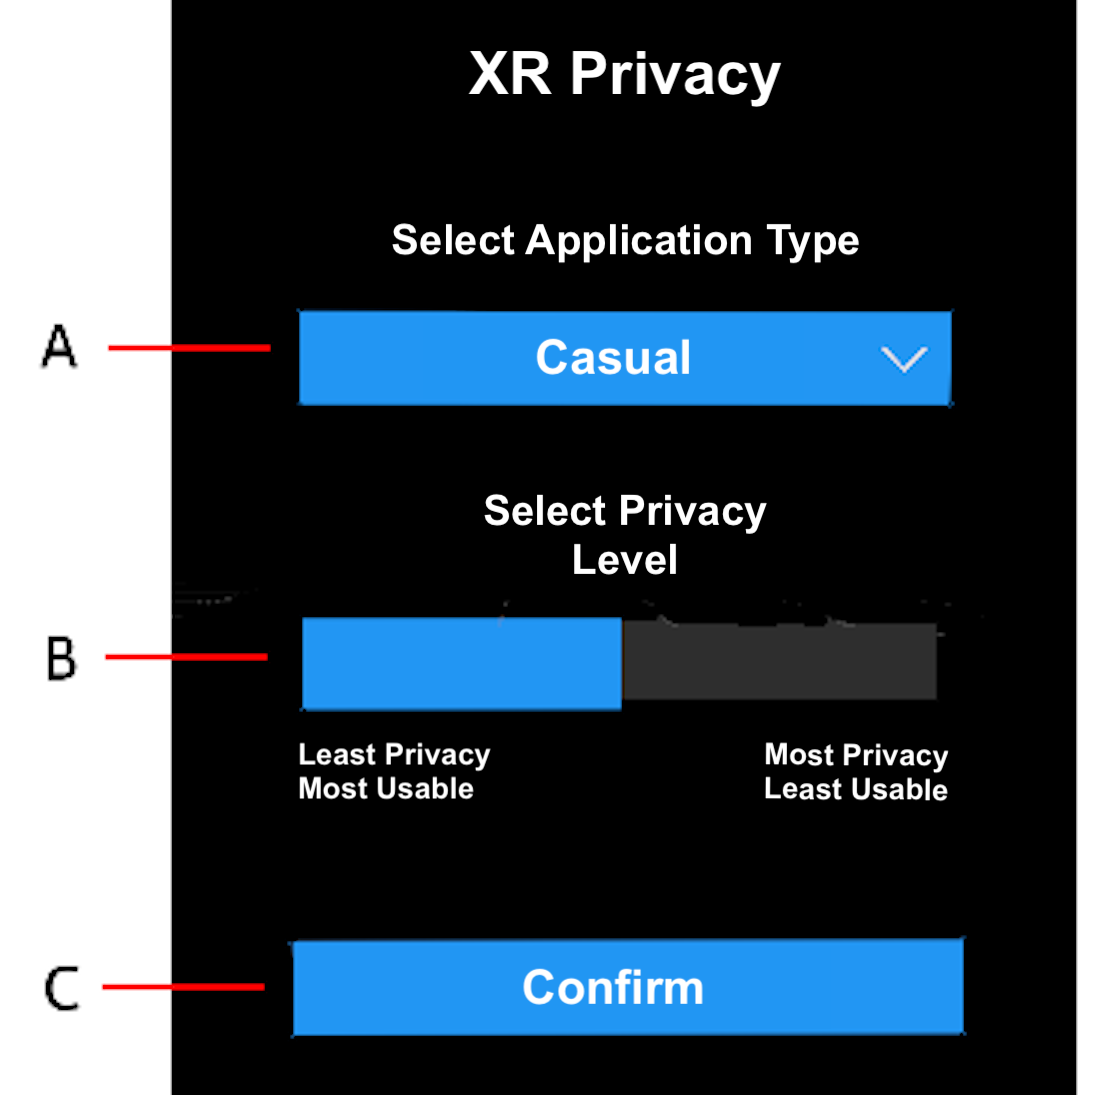 XR Privacy
Select Application Type
A
Casual
Select Privacy
Level
B
Least Privacy
Most Usable
Most Privacy
Least Usable
C
Confirm